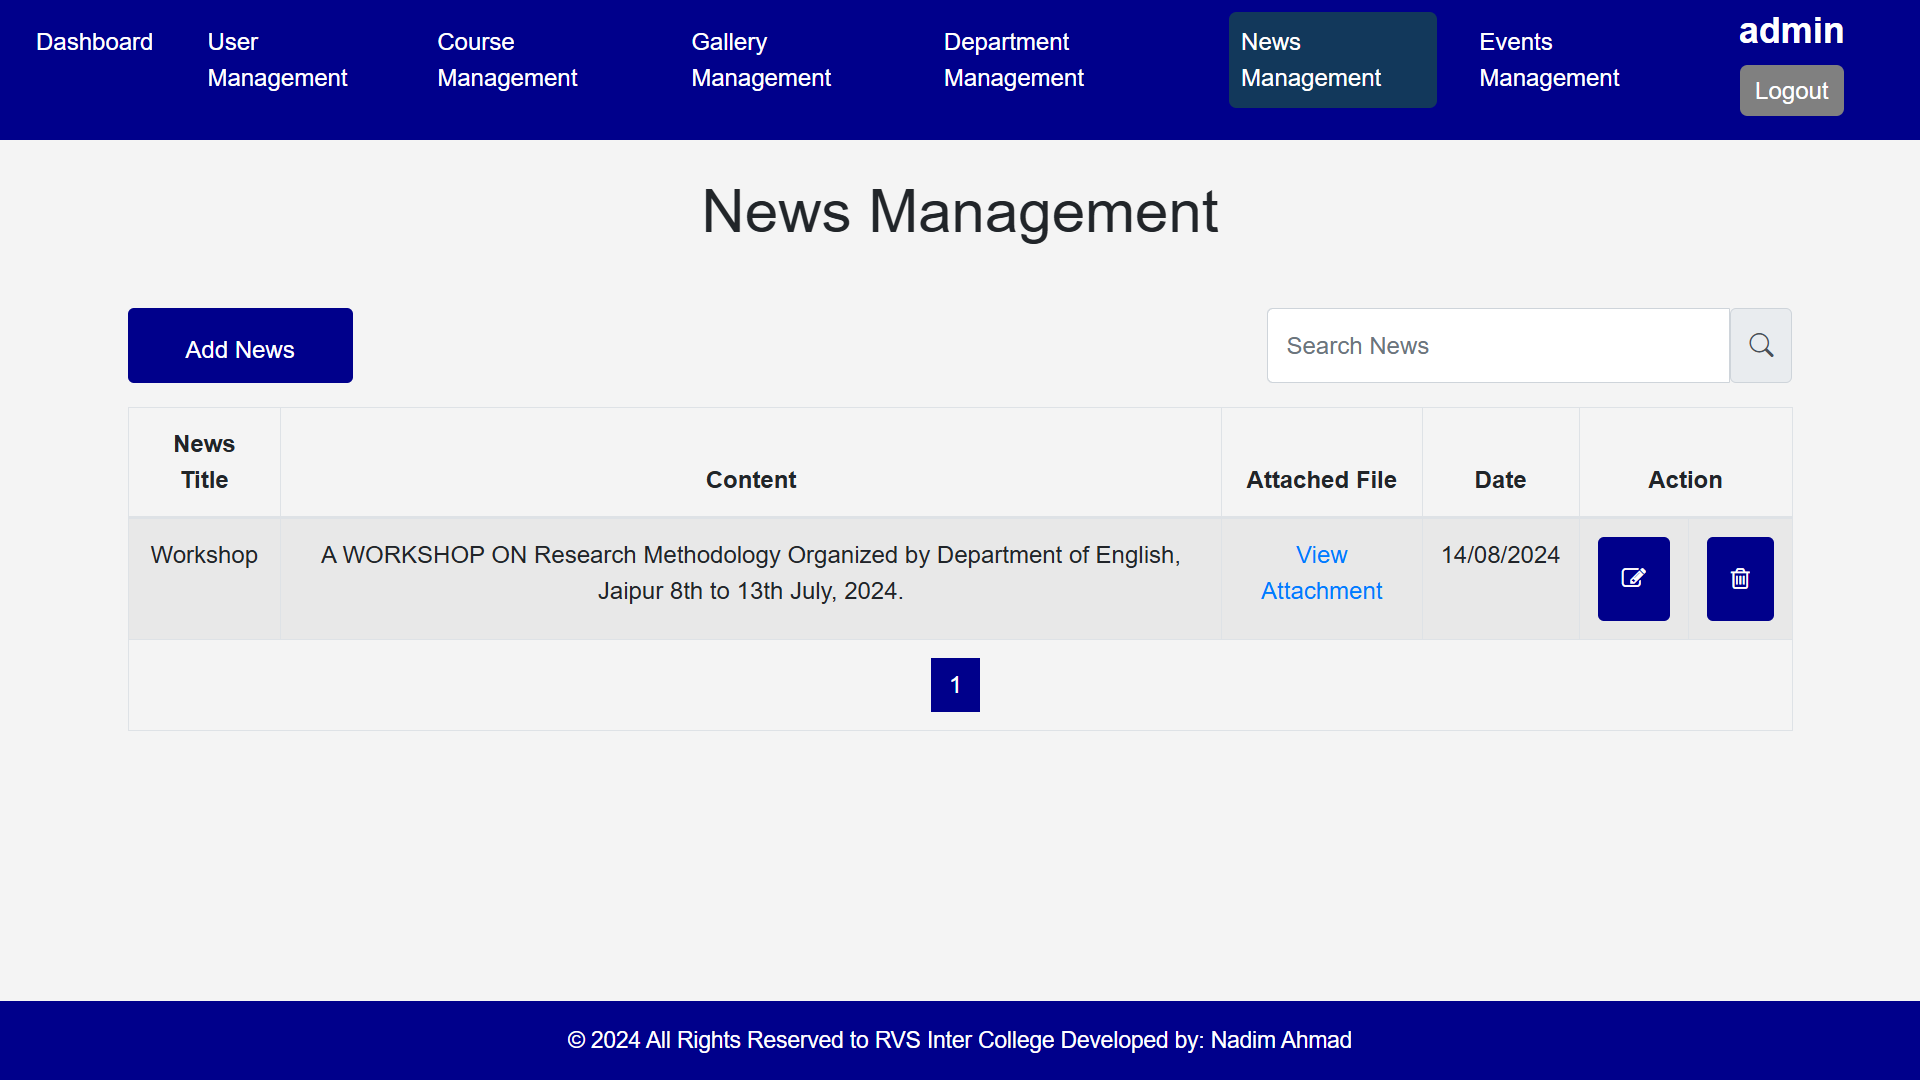 Dashboard
User
Management
Course
Management
Gallery
Management
Department
Management
News
Management
Events
Management
admin
Logout
News Management
Add News
Search News
News
Title
Content
Attached File
Date
Action
Workshop
A WORKSHOP ON Research Methodology Organized by Department of English,
Jaipur 8th to 13th July, 2024.
View
Attachment
14/08/2024
1
© 2024 All Rights Reserved to RVS Inter College Developed by: Nadim Ahmad